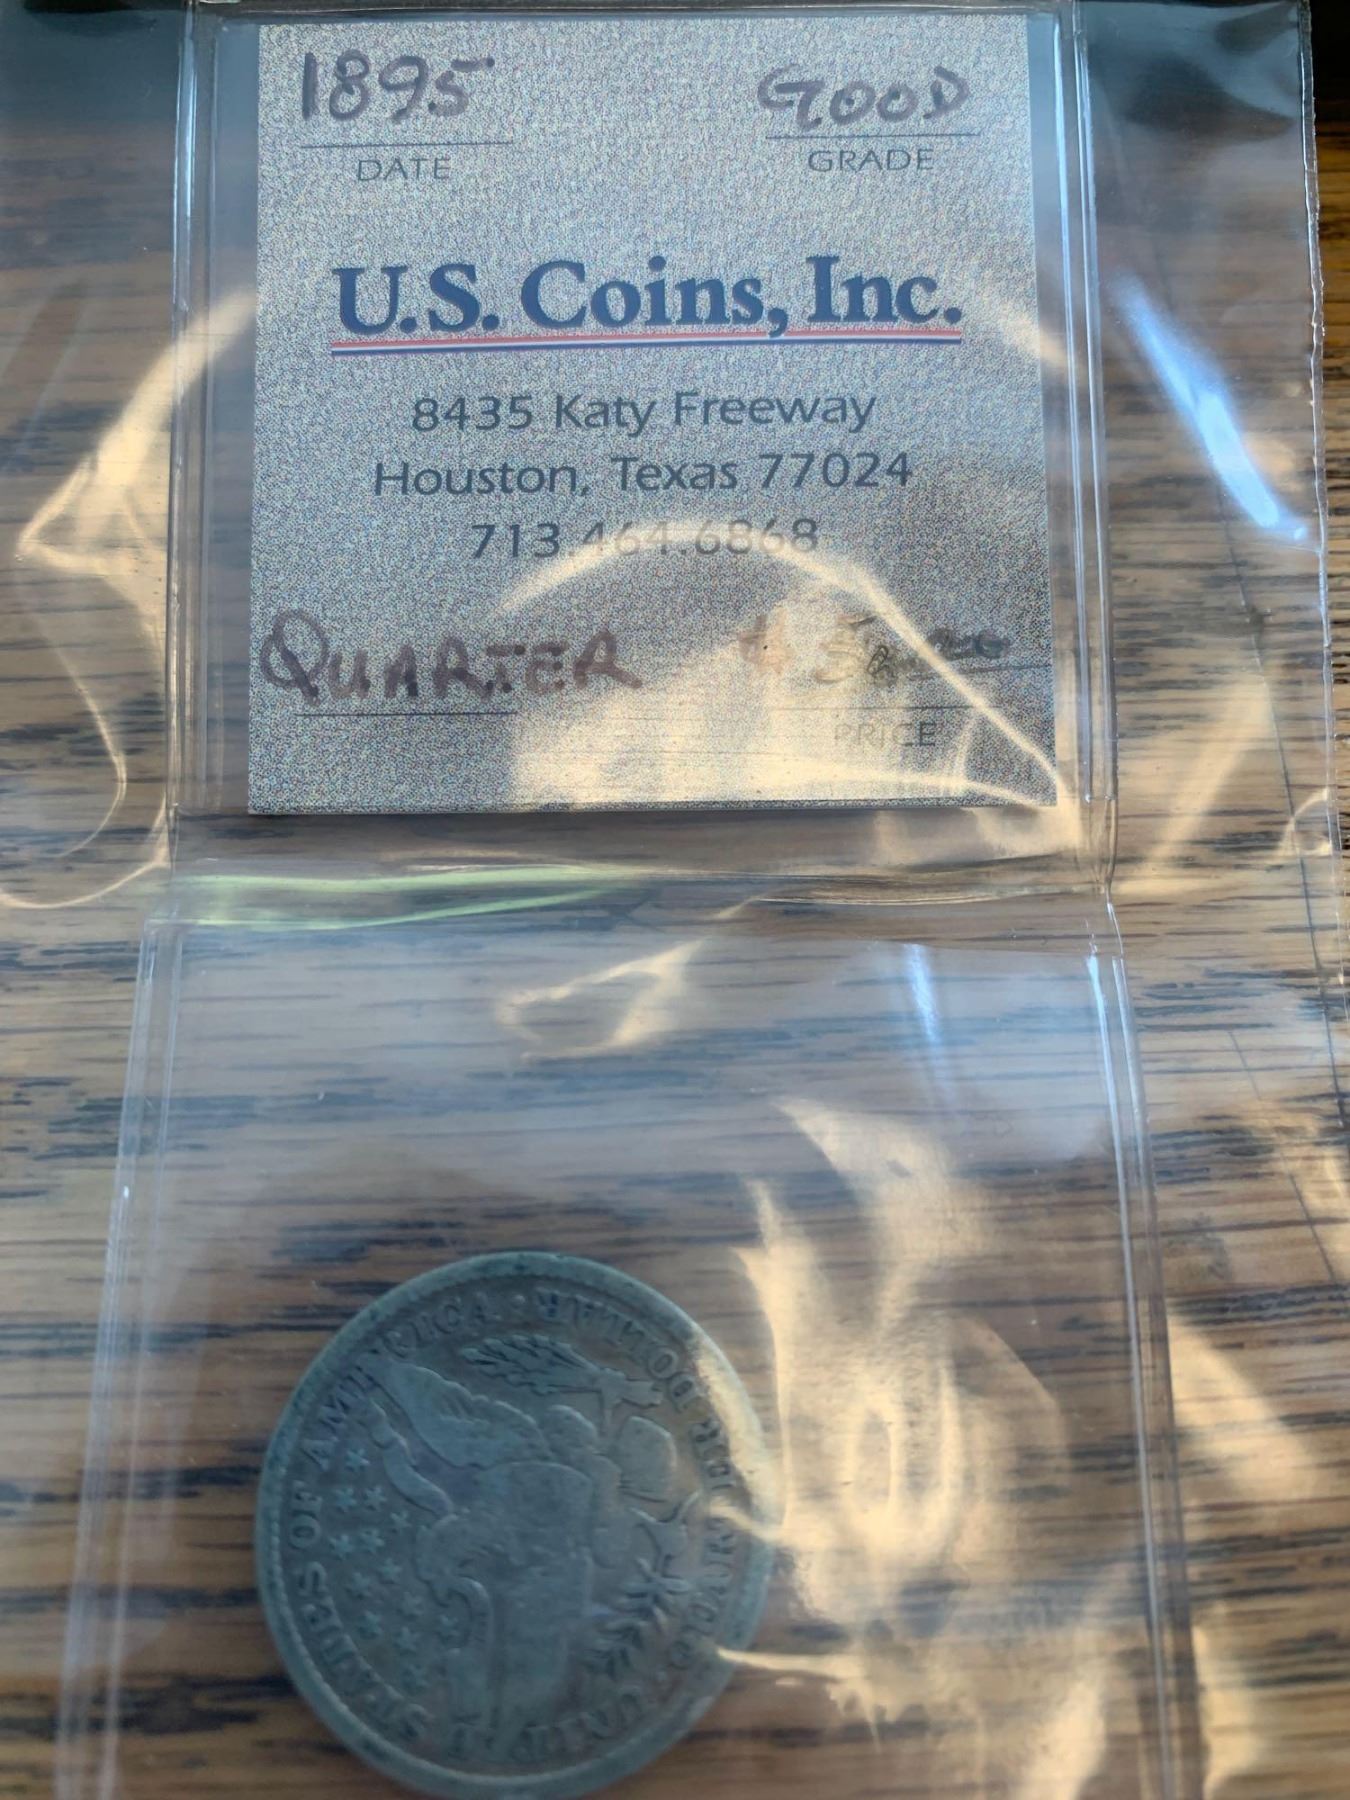 1895 GOOD
DATE GRADE
U.S. Coins, Inc.
8435 Katy Freeway
Houston, Texas 77024
713.464.6868
QUARTER $
PRICE
UNITED STATES OF AMERICA · QUARTER DOLLAR ·